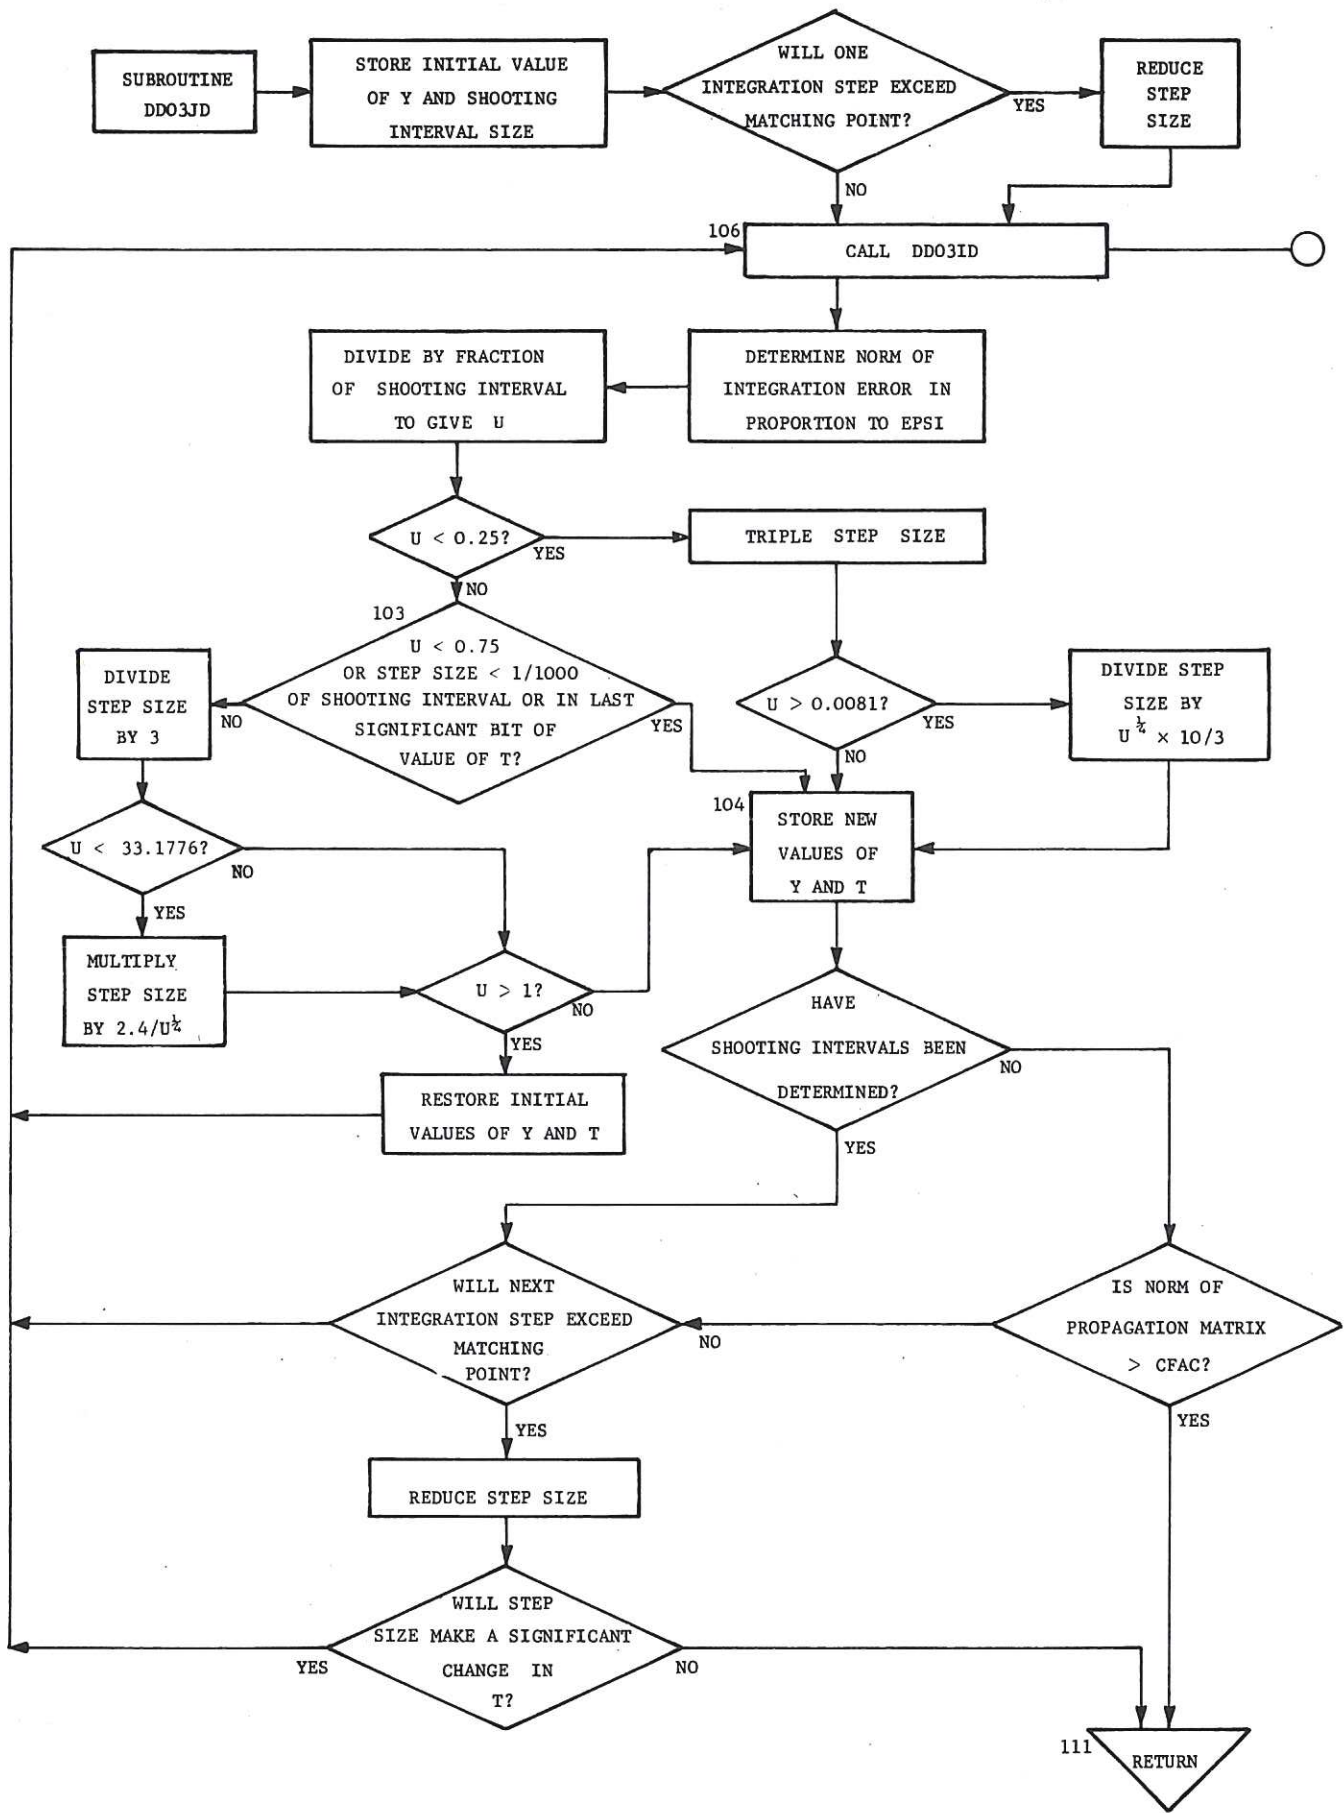 SUBROUTINE
DDO3JD
STORE INITIAL VALUE
OF Y AND SHOOTING
INTERVAL SIZE
WILL ONE
INTEGRATION STEP EXCEED
MATCHING POINT?
YES
REDUCE
STEP
SIZE
NO
106
CALL DDO3ID
DIVIDE BY FRACTION
OF SHOOTING INTERVAL
TO GIVE U
DETERMINE NORM OF
INTEGRATION ERROR IN
PROPORTION TO EPSI
U < 0.25?
YES
TRIPLE STEP SIZE
NO
103
U < 0.75
OR STEP SIZE < 1/1000
OF SHOOTING INTERVAL OR IN LAST
SIGNIFICANT BIT OF
VALUE OF T?
NO
YES
DIVIDE
STEP SIZE
BY 3
U > 0.0081?
YES
NO
DIVIDE STEP
SIZE BY
U¼ × 10/3
104
STORE NEW
VALUES OF
Y AND T
U < 33.1776?
NO
YES
MULTIPLY
STEP SIZE
BY 2.4/U¼
U > 1?
NO
YES
RESTORE INITIAL
VALUES OF Y AND T
HAVE
SHOOTING INTERVALS BEEN
DETERMINED?
NO
YES
WILL NEXT
INTEGRATION STEP EXCEED
MATCHING
POINT?
NO
YES
IS NORM OF
PROPAGATION MATRIX
> CFAC?
YES
REDUCE STEP SIZE
WILL STEP
SIZE MAKE A SIGNIFICANT
CHANGE IN
T?
YES
NO
111
RETURN